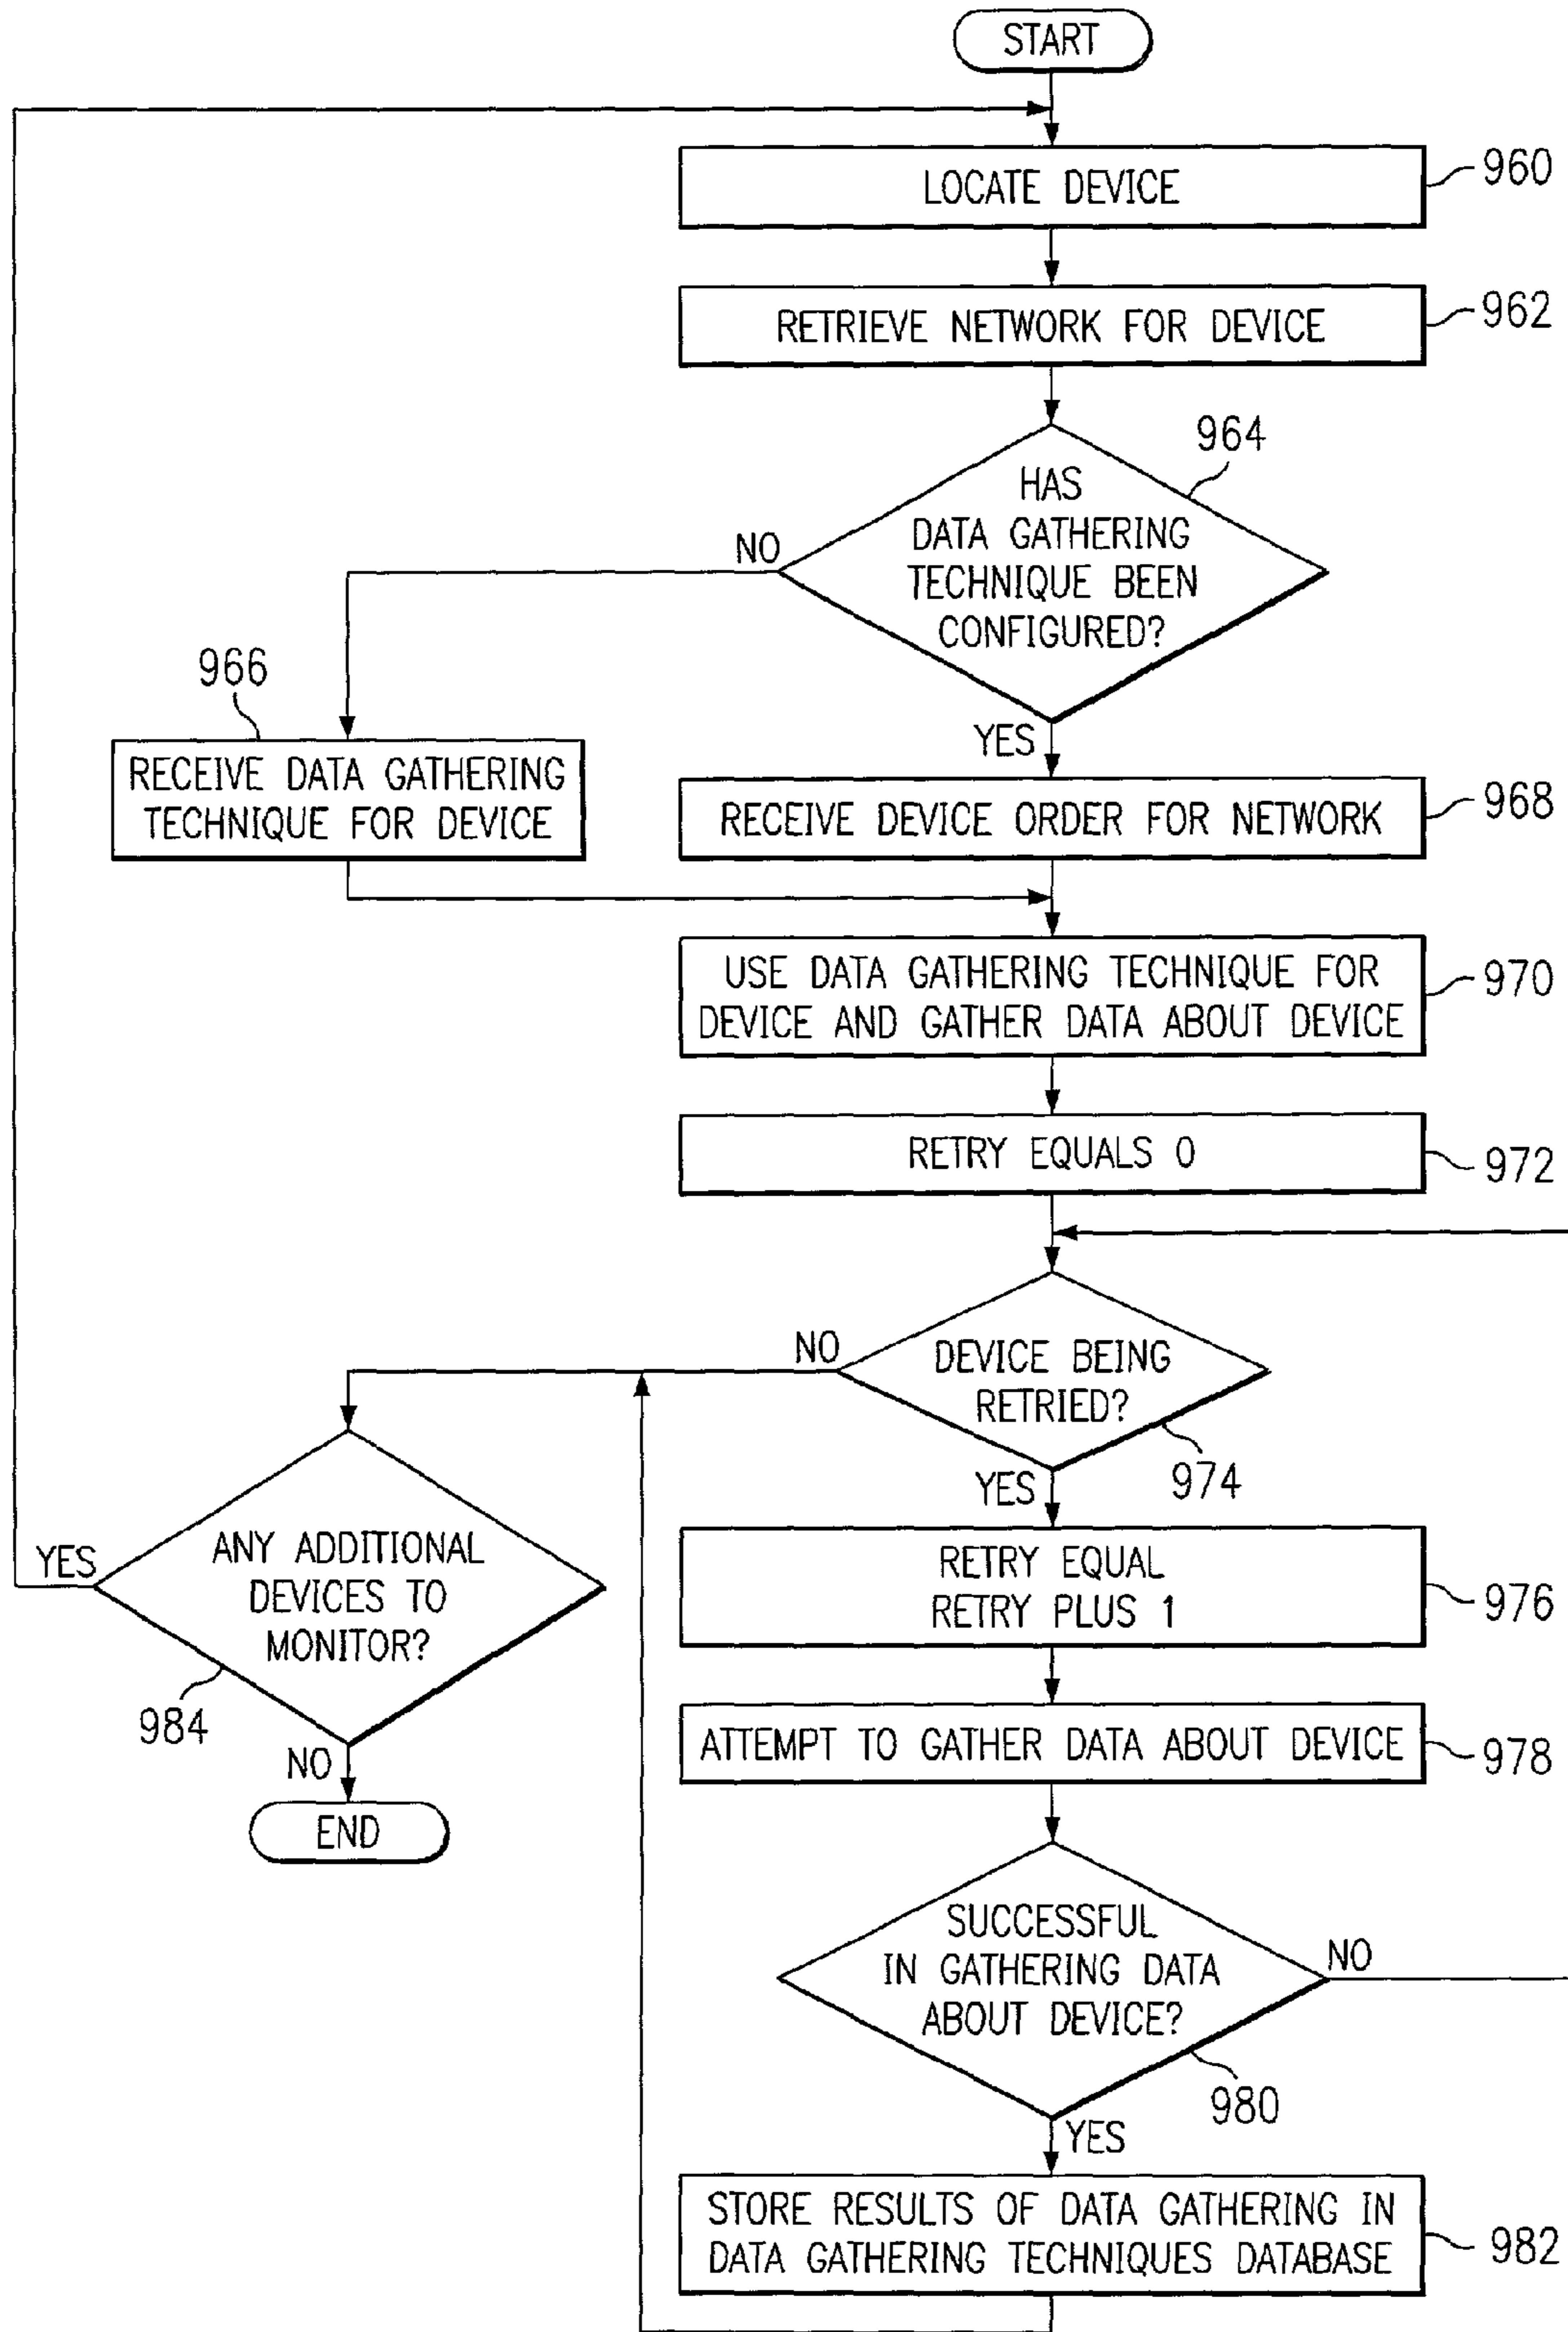 START
LOCATE DEVICE
960
RETRIEVE NETWORK FOR DEVICE
962
964
HAS
DATA GATHERING
TECHNIQUE BEEN
CONFIGURED?
NO
YES
966
RECEIVE DATA GATHERING
TECHNIQUE FOR DEVICE
RECEIVE DEVICE ORDER FOR NETWORK
968
USE DATA GATHERING TECHNIQUE FOR
DEVICE AND GATHER DATA ABOUT DEVICE
970
RETRY EQUALS 0
972
DEVICE BEING
RETRIED?
NO
YES
974
ANY ADDITIONAL
DEVICES TO
MONITOR?
YES
984
NO
END
RETRY EQUAL
RETRY PLUS 1
976
ATTEMPT TO GATHER DATA ABOUT DEVICE
978
SUCCESSFUL
IN GATHERING DATA
ABOUT DEVICE?
NO
980
YES
STORE RESULTS OF DATA GATHERING IN
DATA GATHERING TECHNIQUES DATABASE
982